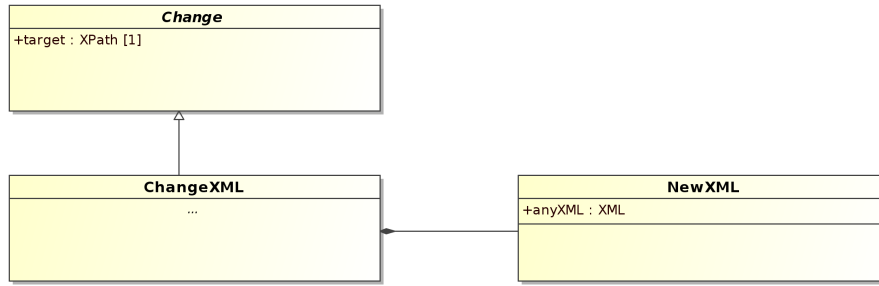 Change
+target : XPath [1]
ChangeXML
...
NewXML
+anyXML : XML